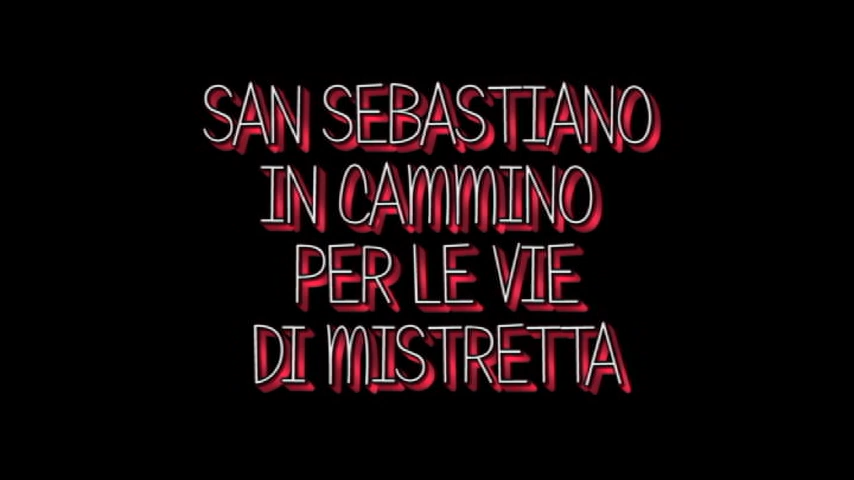 SAN SEBASTIANO
IN CAMMINO
PER LE VIE
DI MISTRETTA